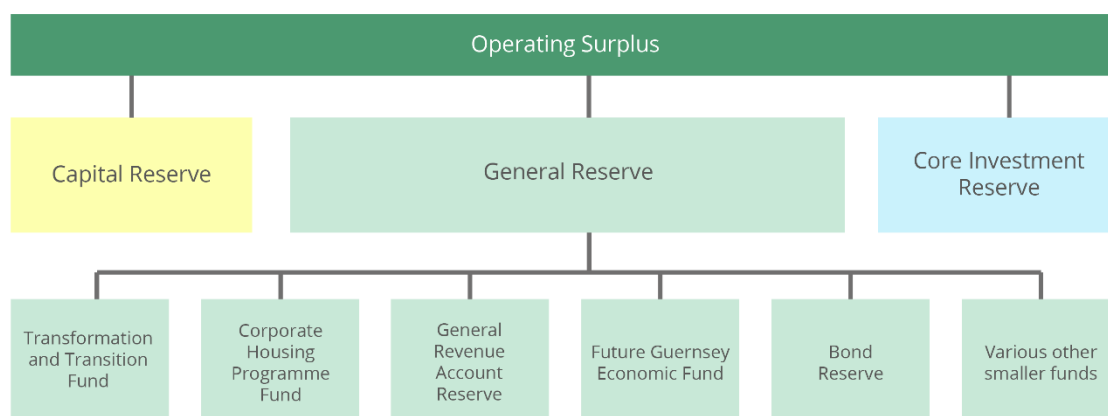 Operating Surplus
Capital Reserve
General Reserve
Core Investment
Reserve
Transformation
and Transition
Fund
Corporate
Housing
Programme
Fund
General
Revenue
Account
Reserve
Future Guernsey
Economic Fund
Bond
Reserve
Various other
smaller funds